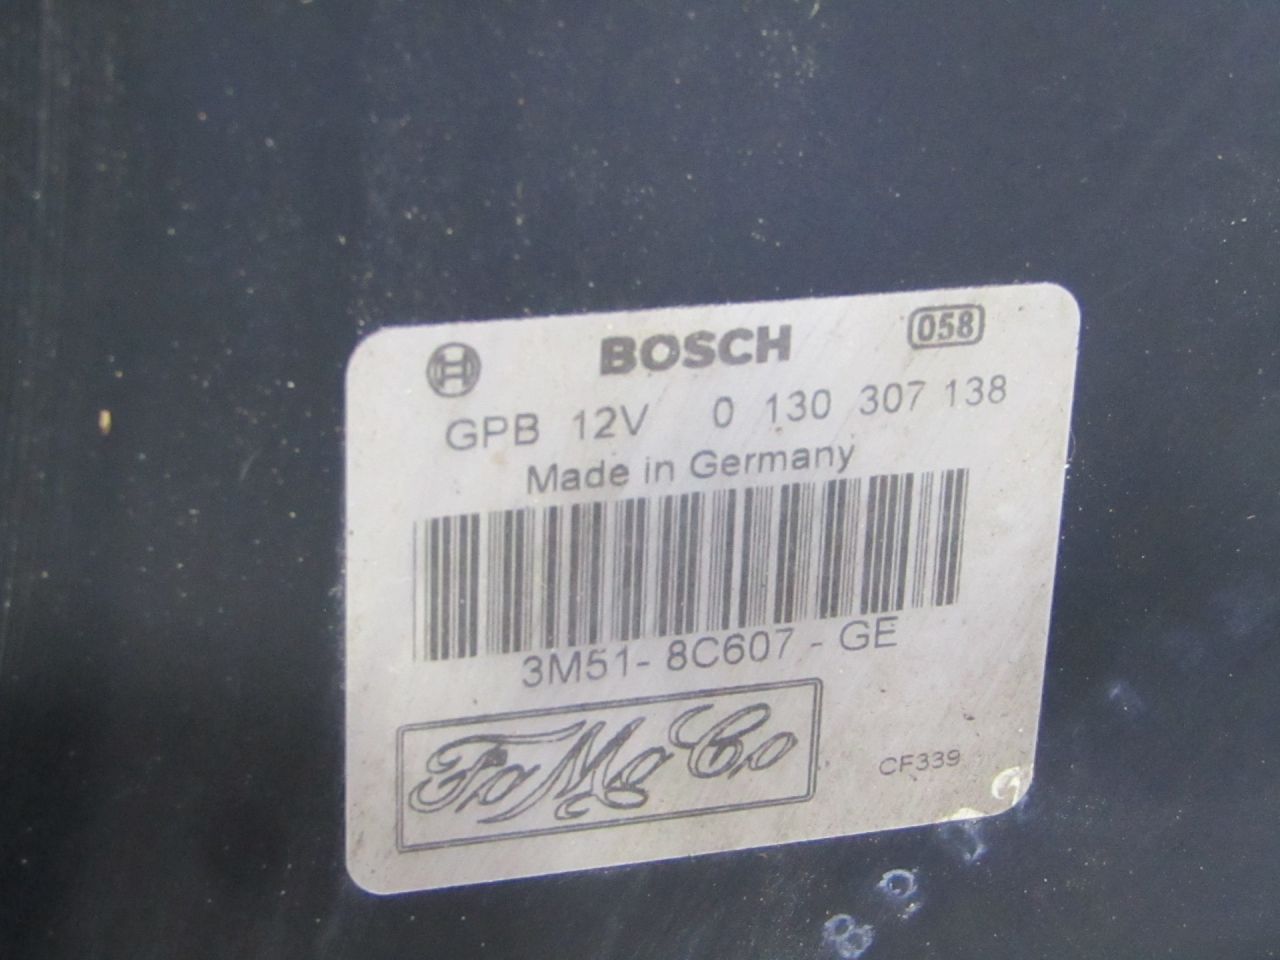 BOSCH 058
GPB 12V 0 130 307 138
Made in Germany
3M51- 8C607 - GE
FoMoCo
CF339